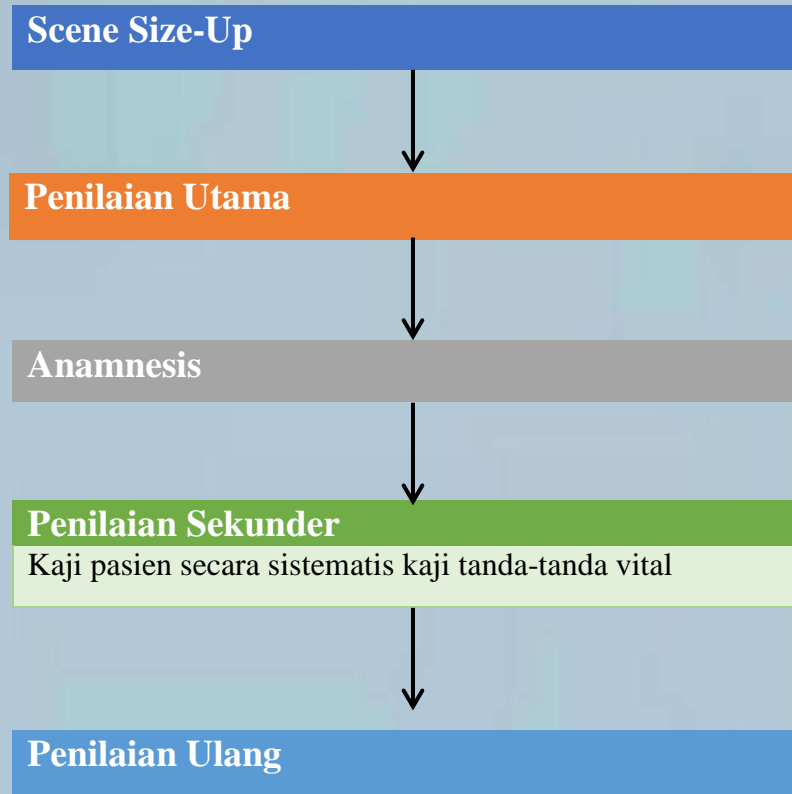 Scene Size-Up
Penilaian Utama
Anamnesis
Penilaian Sekunder
Kaji pasien secara sistematis kaji tanda-tanda vital
Penilaian Ulang